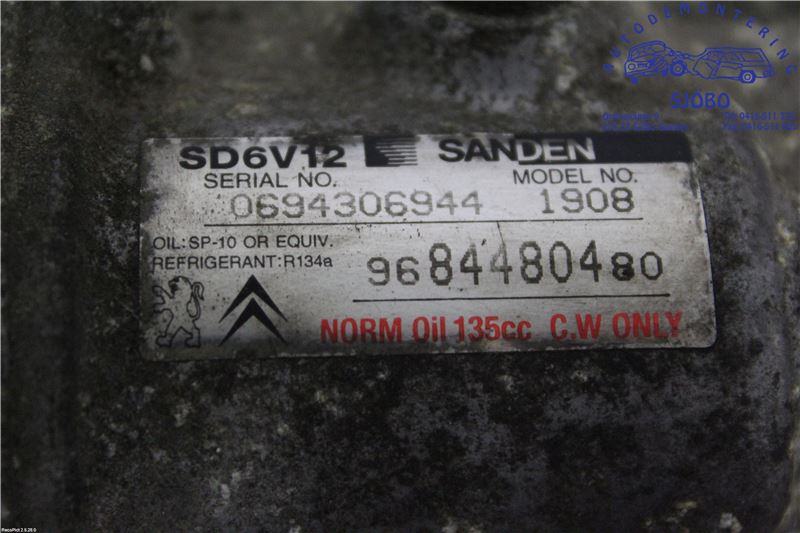 AUTODEMONTERING
SJÖBO
SD6V12 SANDEN
SERIAL NO. MODEL NO.
0694306944 1908
OIL: SP-10 OR EQUIV.
REFRIGERANT: R134a
9684480480
NORM Oil 135cc C.W ONLY